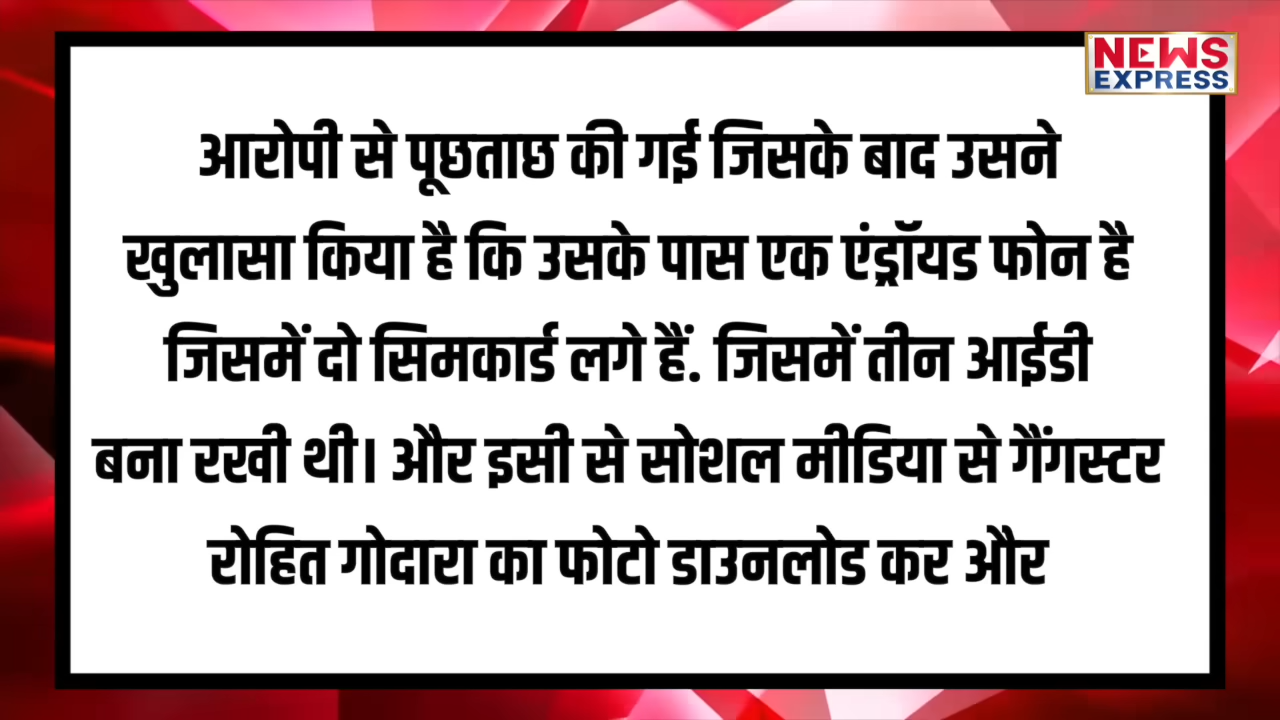 NEWS
EXPRESS
आरोपी से पूछताछ की गई जिसके बाद उसने
खुलासा किया है कि उसके पास एक एंड्रॉयड फोन है
जिसमें दो सिमकार्ड लगे हैं. जिसमें तीन आईडी
बना रखी थी। और इसी से सोशल मीडिया से गैंगस्टर
रोहित गोदारा का फोटो डाउनलोड कर और